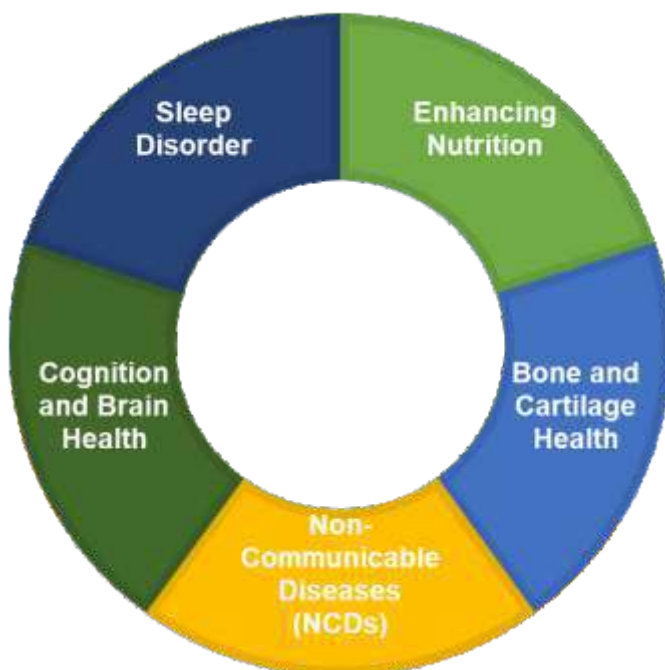 Sleep
Disorder
Enhancing
Nutrition
Cognition
and Brain
Health
Bone and
Cartilage
Health
Non-
Communicable
Diseases
(NCDs)